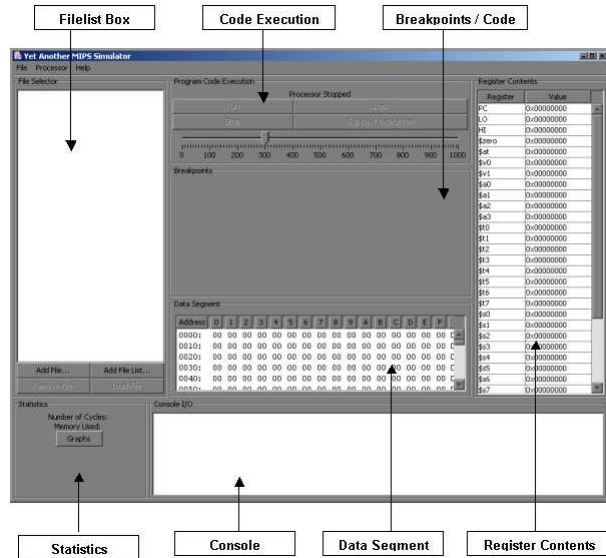 Filelist Box
Code Execution
Breakpoints / Code
Yet Another MIPS Simulator
File Processor Help
File Selector
Program Code Execution
Register Contents
Processor Stopped
Run
Stop
0 100 200 300 400 500 600 700 800 900 1000
Breakpoints
Register Value
PC 0x00000000
LO 0x00000000
HI 0x00000000
$zero 0x00000000
$at 0x00000000
$v0 0x00000000
$v1 0x00000000
$a0 0x00000000
$a1 0x00000000
$a2 0x00000000
$a3 0x00000000
$t0 0x00000000
$t1 0x00000000
$t2 0x00000000
$t3 0x00000000
$t4 0x00000000
$t5 0x00000000
$t6 0x00000000
$t7 0x00000000
$s0 0x00000000
$s1 0x00000000
$s2 0x00000000
$s3 0x00000000
$s4 0x00000000
$s5 0x00000000
$s6 0x00000000
$s7 0x00000000
Data Segment
Address 0 1 2 3 4 5 6 7 8 9 A B C D E F
0000: 00 00 00 00 00 00 00 00 00 00 00 00 00 00 00 00
0010: 00 00 00 00 00 00 00 00 00 00 00 00 00 00 00 00
0020: 00 00 00 00 00 00 00 00 00 00 00 00 00 00 00 00
0030: 00 00 00 00 00 00 00 00 00 00 00 00 00 00 00 00
0040: 00 00 00 00 00 00 00 00 00 00 00 00 00 00 00 00
Add File... Add File List...
Remove File Load File
Statistics
Number of Cycles:
Memory Used:
Graphs
Console I/O
Statistics
Console
Data Segment
Register Contents